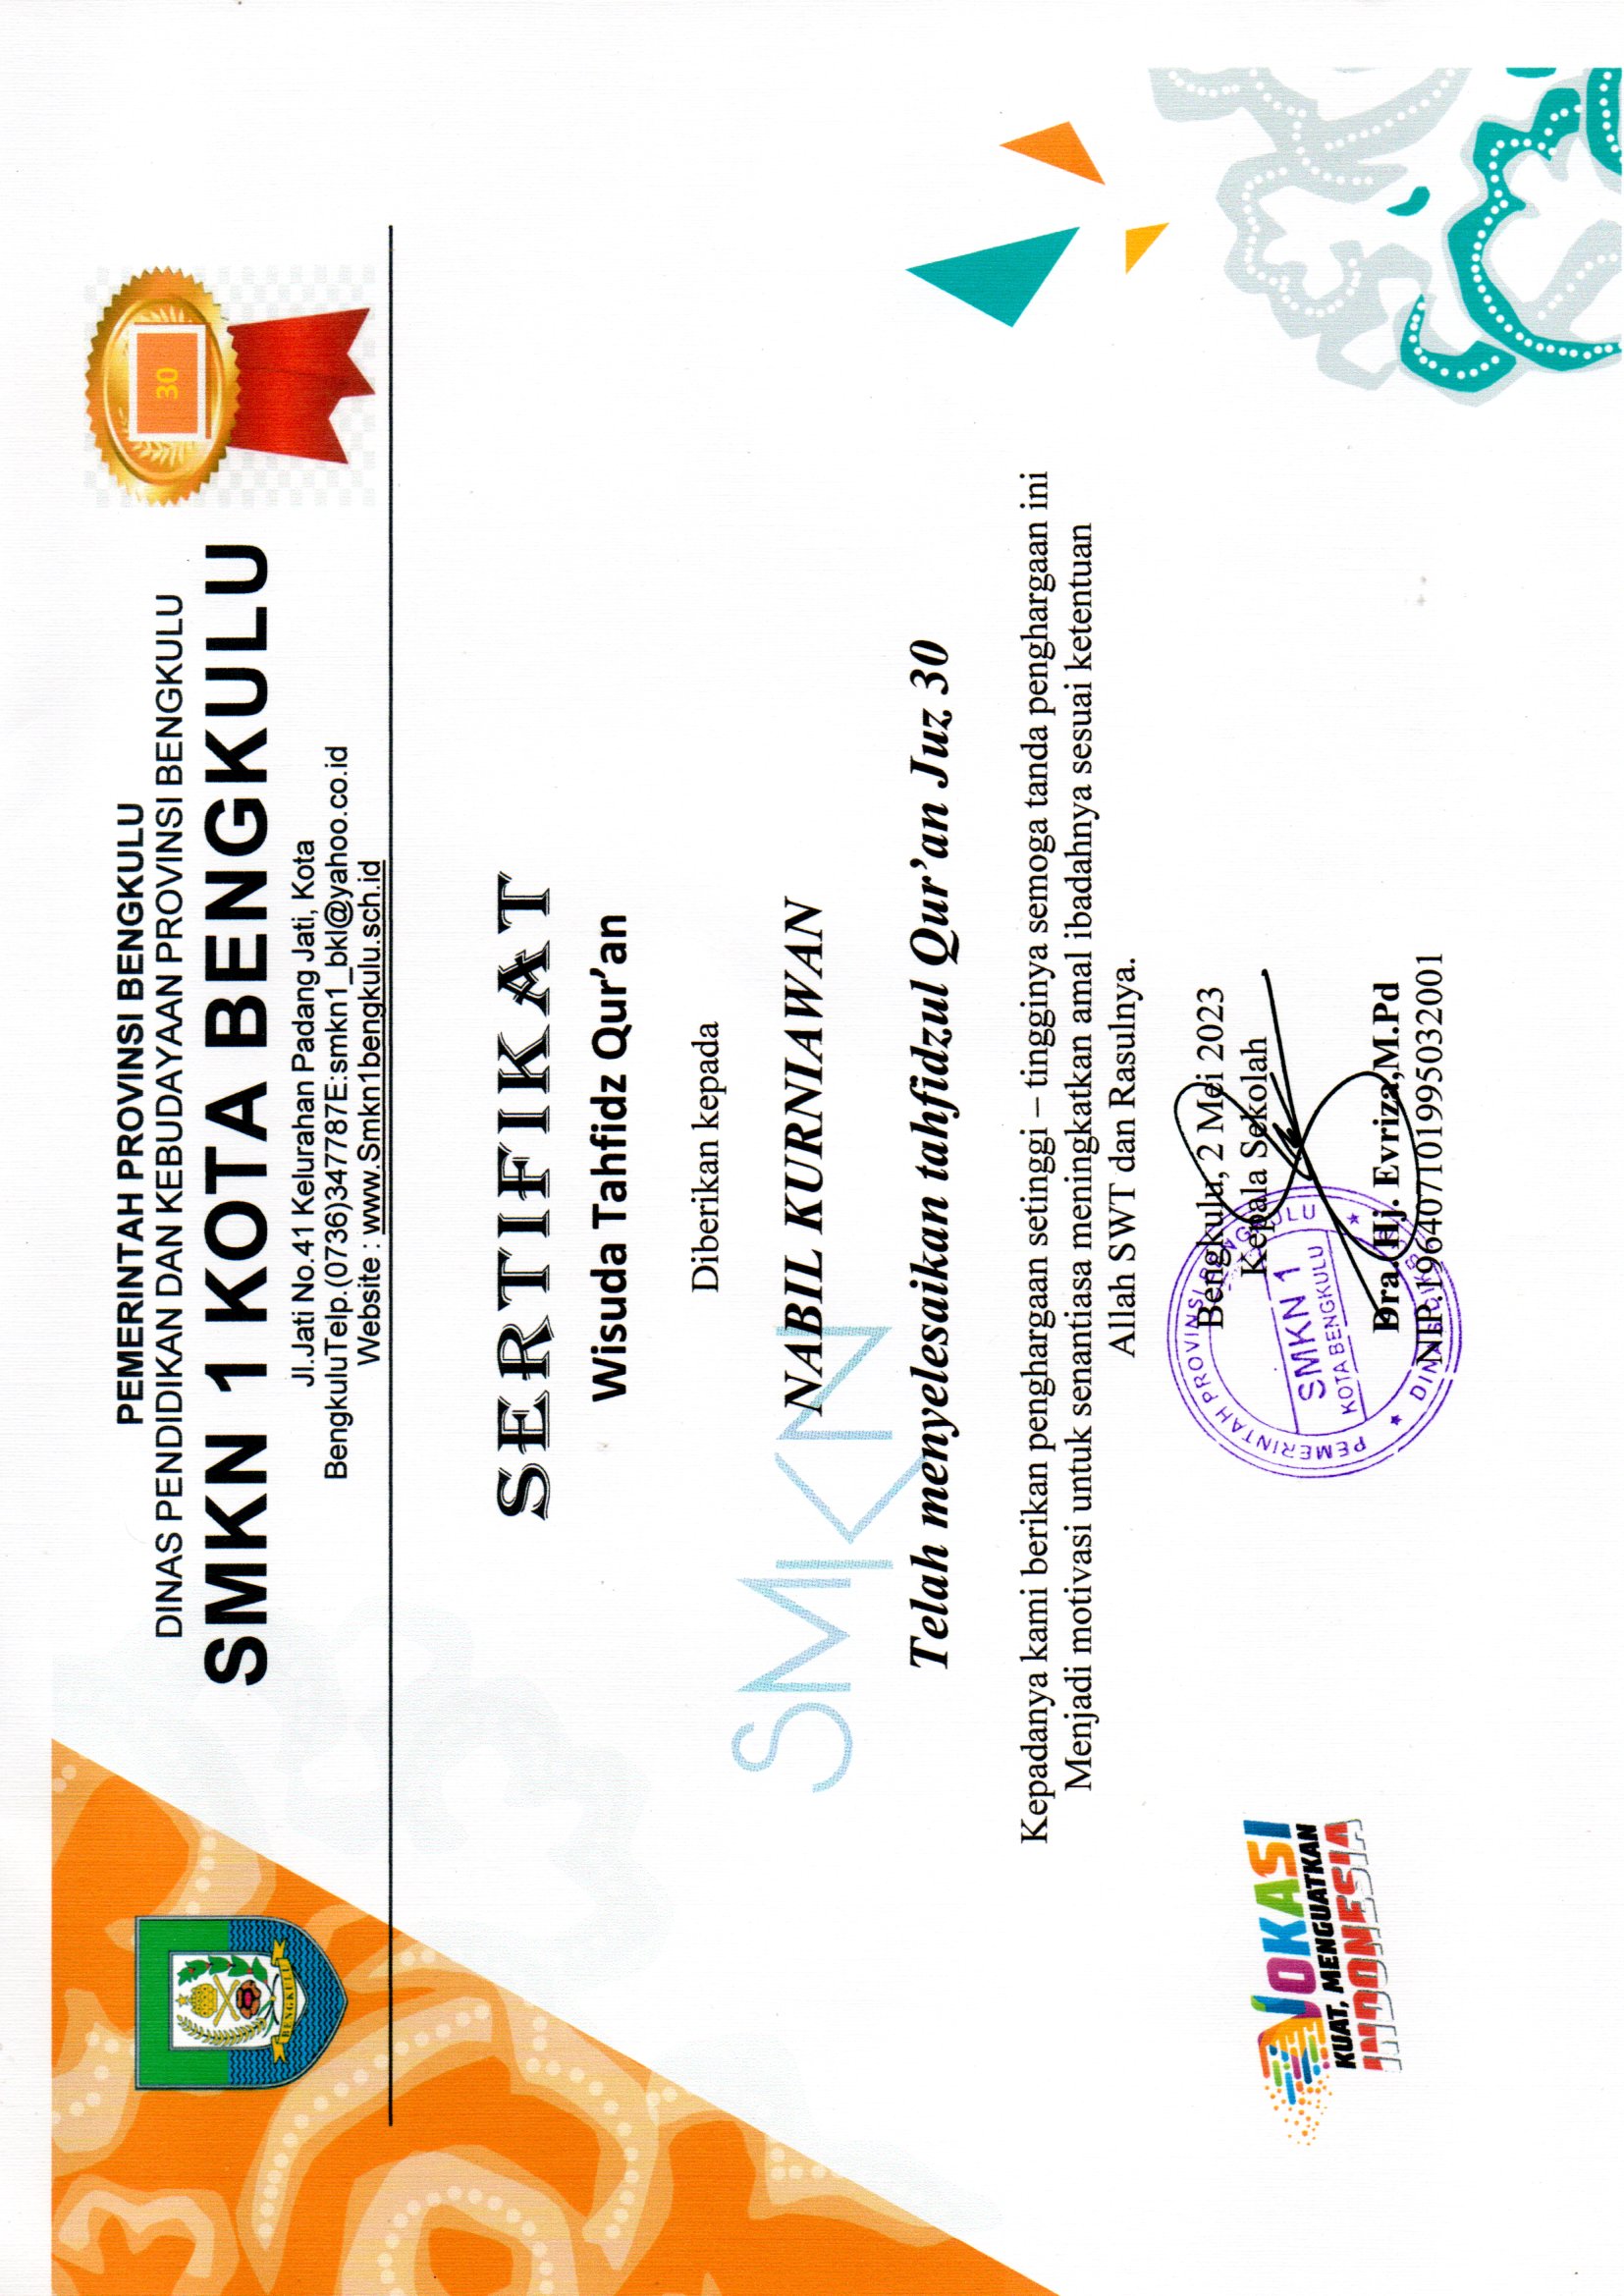 PEMERINTAH PROVINSI BENGKULU
DINAS PENDIDIKAN DAN KEBUDAYAAN PROVINSI BENGKULU
SMKN 1 KOTA BENGKULU
Jl.Jati No.41 Kelurahan Padang Jati, Kota
BengkuluTelp.(0736)347787E:smkn1_bkl@yahoo.co.id
Website : www.Smkn1bengkulu.sch.id
BENGKULU
30
SERTIFIKAT
Wisuda Tahfidz Qur’an
Diberikan kepada
SMKN
NABIL KURNIAWAN
Telah menyelesaikan tahfidzul Qur’an Juz 30
Kepadanya kami berikan penghargaan setinggi – tingginya semoga tanda penghargaan ini
Menjadi motivasi untuk senantiasa meningkatkan amal ibadahnya sesuai ketentuan
Allah SWT dan Rasulnya.
Bengkulu, 2 Mei 2023
Kepala Sekolah
PEMERINTAH PROVINSI BENGKULU
SMKN 1
KOTA BENGKULU
DINAS DIKBUD
Dra. Hj. Evriza,M.Pd
NIP.196407101995032001
VOKASI
KUAT, MENGUATKAN
INDONESIA